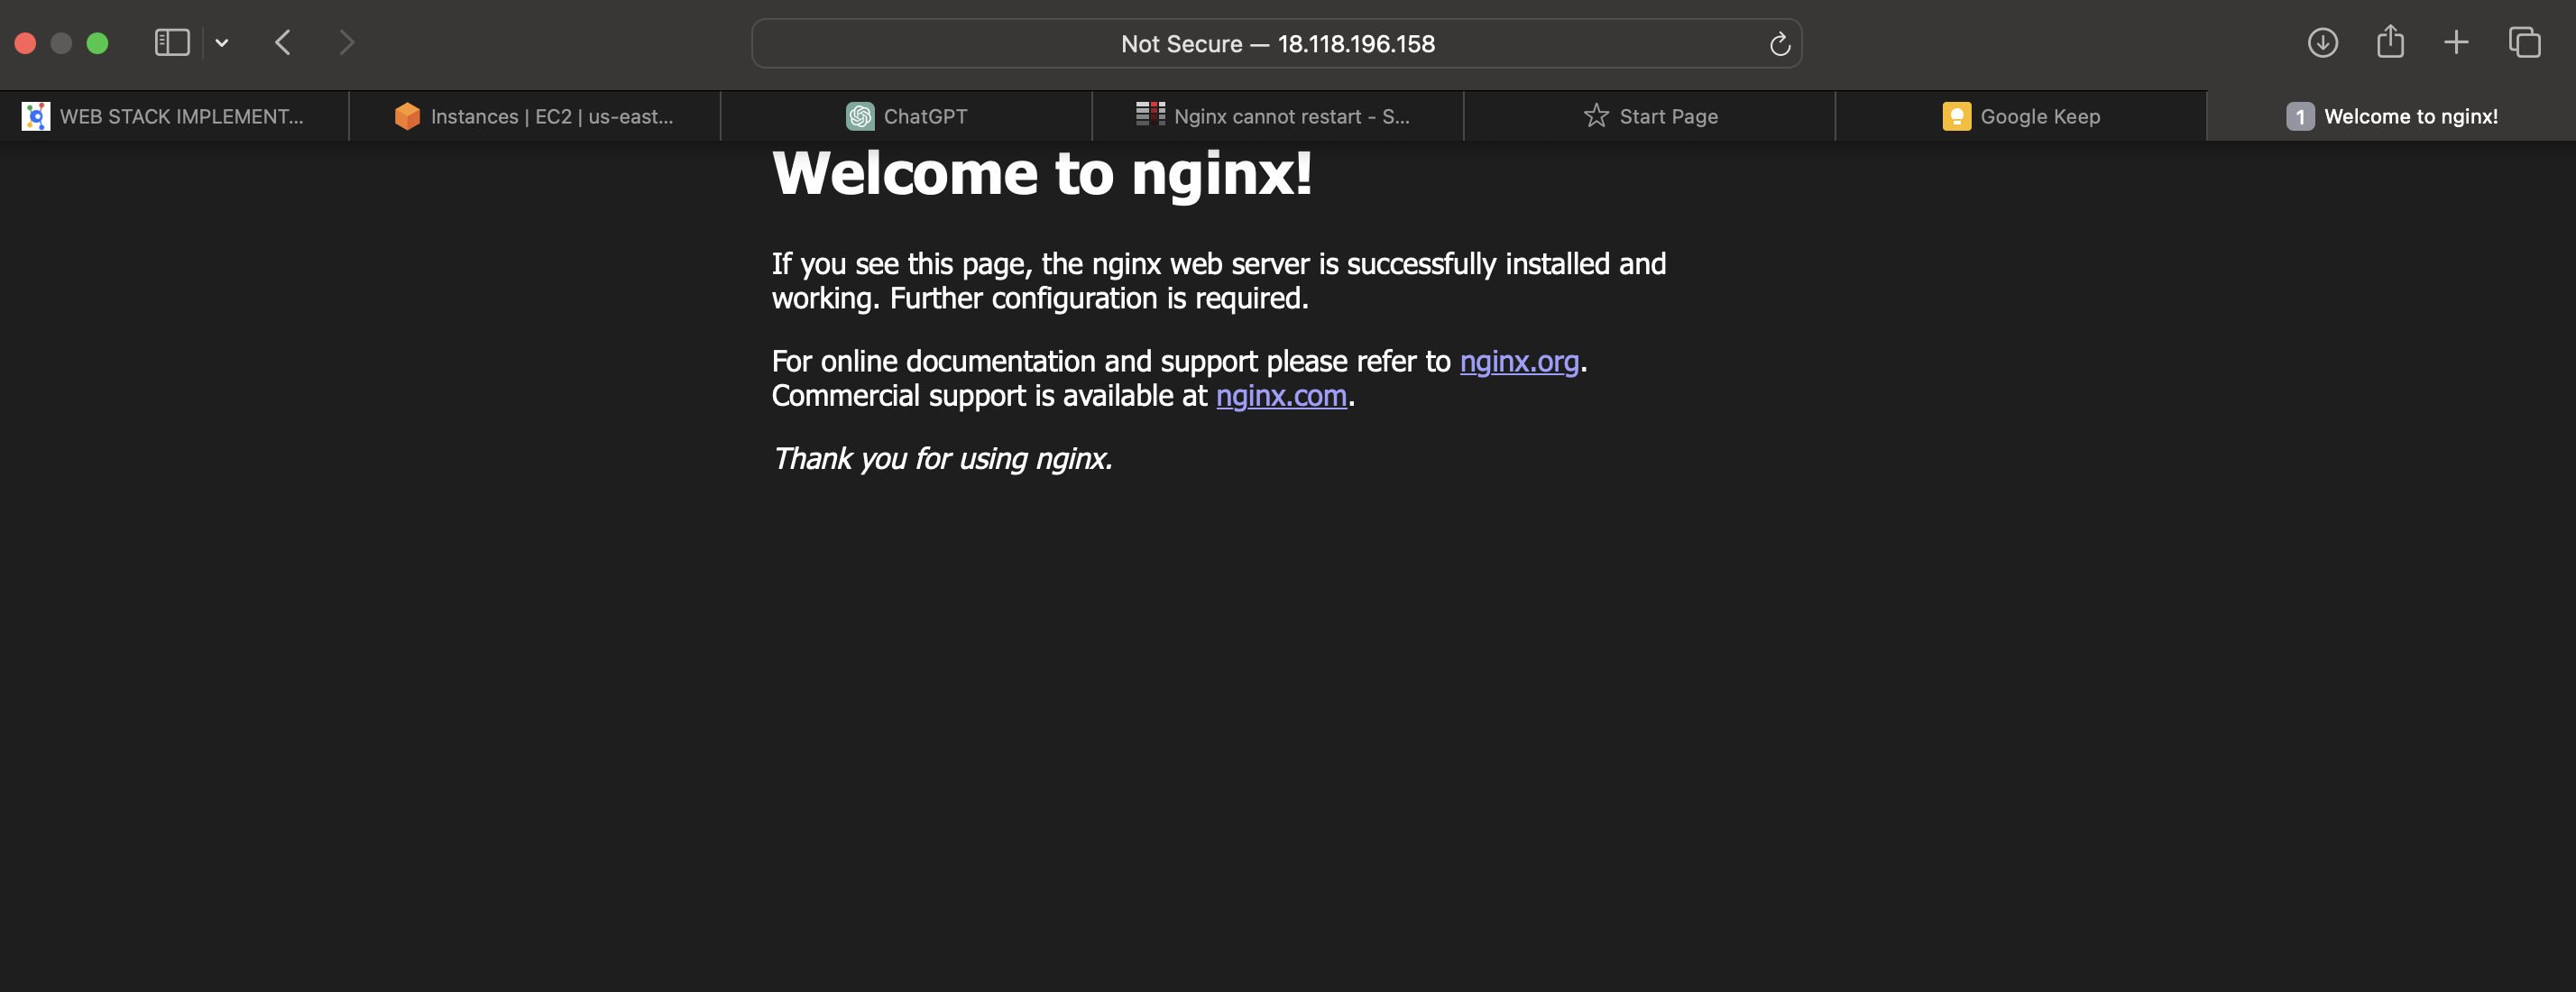 Not Secure — 18.118.196.158
WEB STACK IMPLEMENT...
Instances | EC2 | us-east...
ChatGPT
Nginx cannot restart - S...
Start Page
Google Keep
1 Welcome to nginx!
Welcome to nginx!
If you see this page, the nginx web server is successfully installed and
working. Further configuration is required.
For online documentation and support please refer to nginx.org.
Commercial support is available at nginx.com.
Thank you for using nginx.